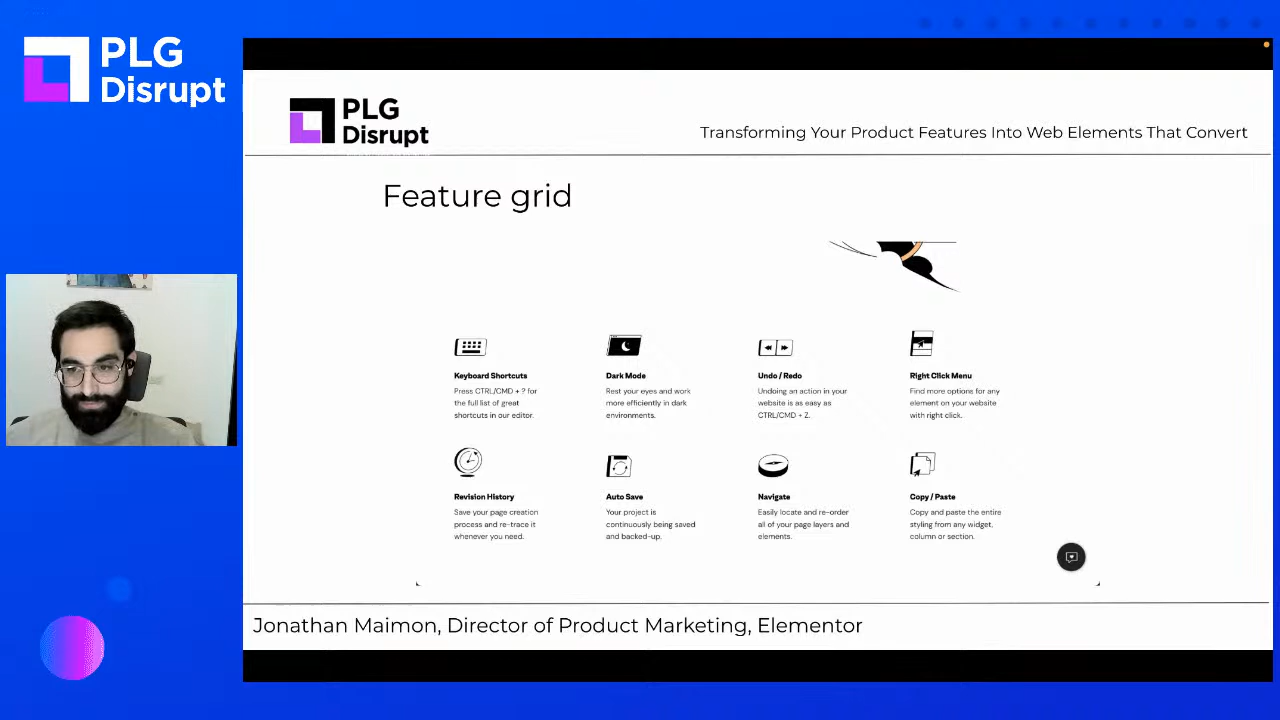 PLG
Disrupt
PLG
Disrupt
Transforming Your Product Features Into Web Elements That Convert
Feature grid
Keyboard Shortcuts
Press CTRL/CMD + ? for
the full list of great
shortcuts in our editor.
Dark Mode
Rest your eyes and work
more efficiently in dark
environments.
Undo / Redo
Undoing an action in your
website is as easy as
CTRL/CMD + Z.
Right Click Menu
Find more options for any
element on your website
with right click.
Revision History
Save your page creation
process and re-trace it
whenever you need.
Auto Save
Your project is
continuously being saved
and backed-up.
Navigate
Easily locate and re-order
all of your page layers and
elements.
Copy / Paste
Copy and paste the entire
styling from any widget,
column or section.
Jonathan Maimon, Director of Product Marketing, Elementor